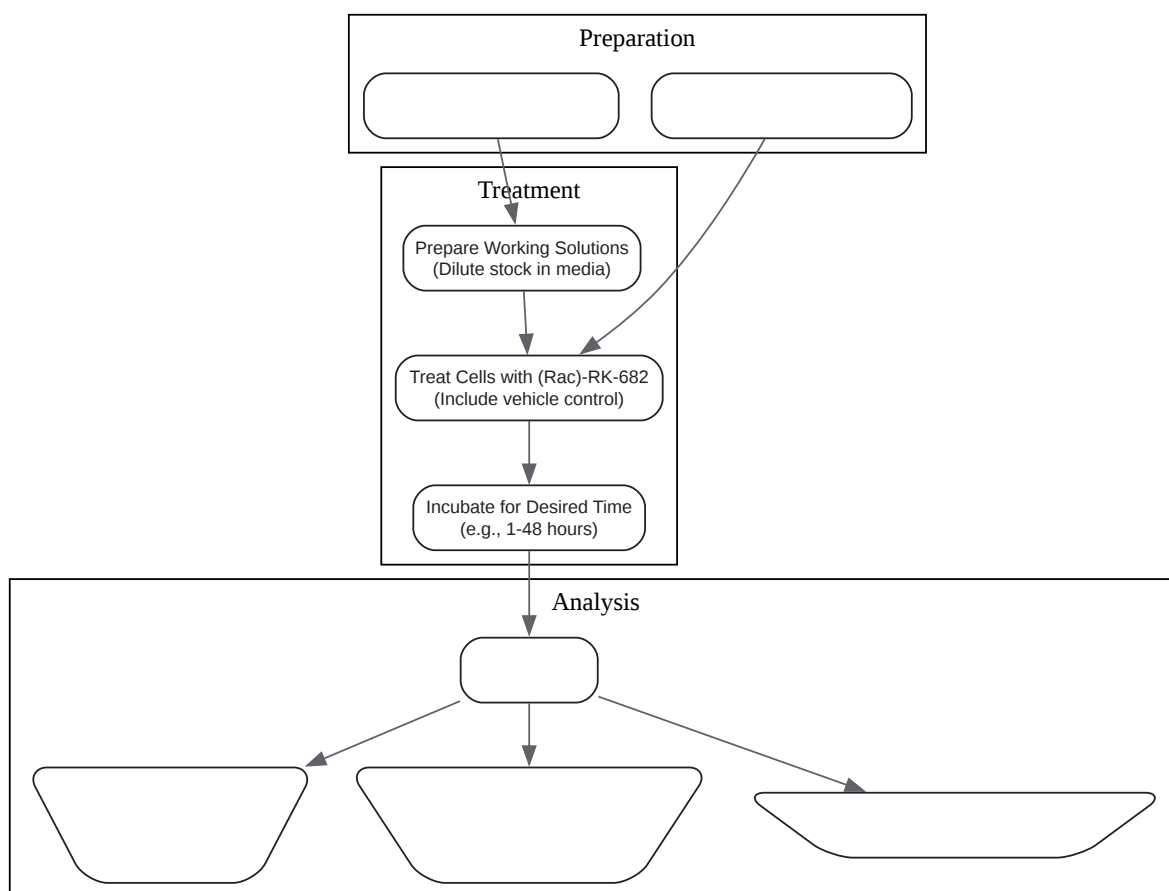 Preparation
Treatment
Prepare Working Solutions
(Dilute stock in media)
Treat Cells with (Rac)-RK-682
(Include vehicle control)
Incubate for Desired Time
(e.g., 1-48 hours)
Analysis